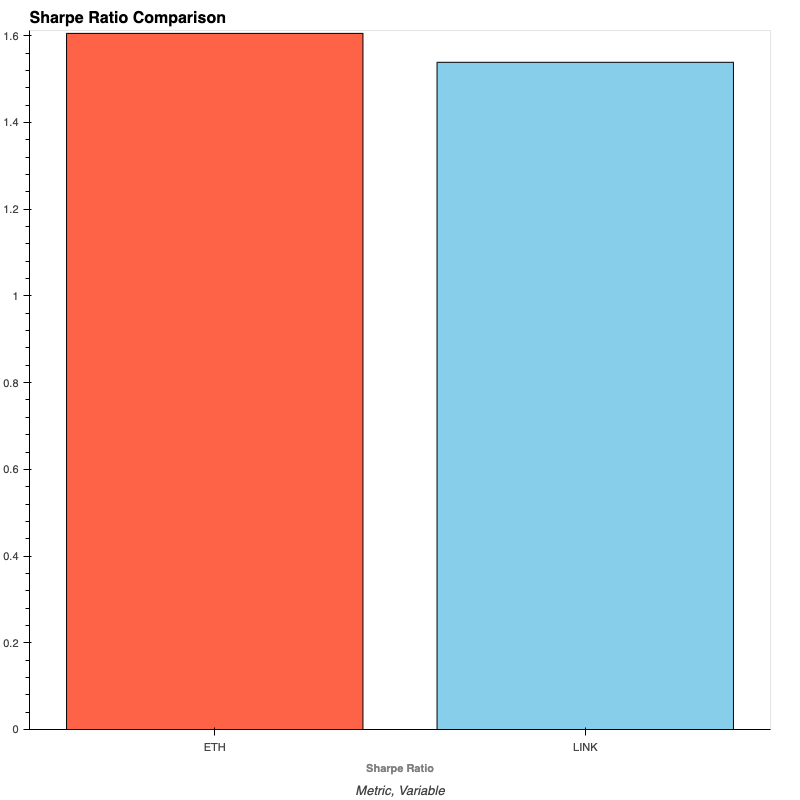 Sharpe Ratio Comparison
1.6
1.4
1.2
1
0.8
0.6
0.4
0.2
0
ETH LINK
Sharpe Ratio
Metric, Variable